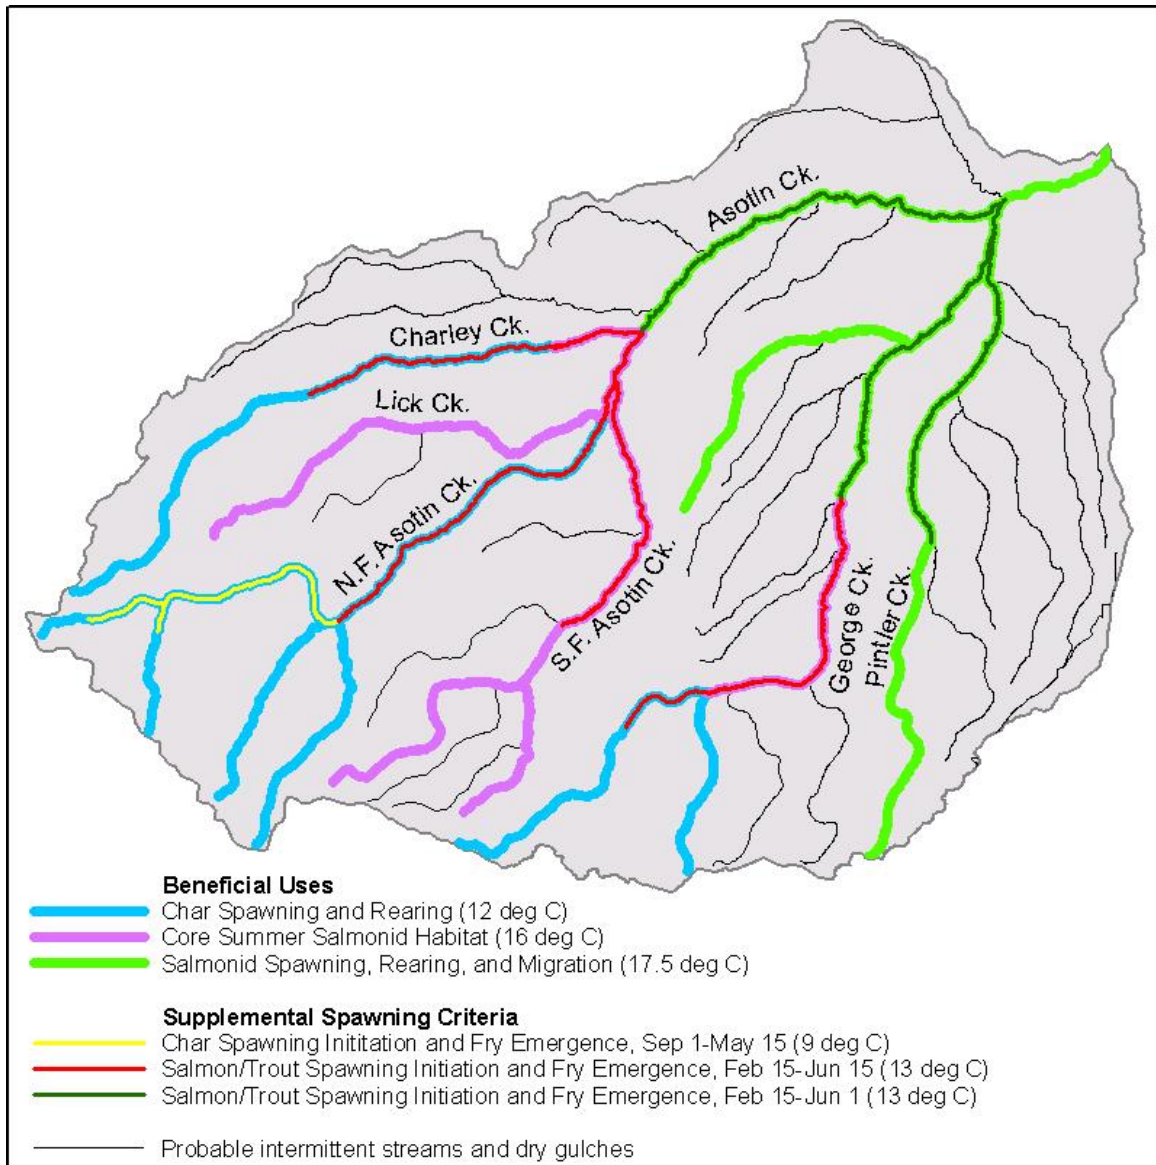 Asotin Ck.
Charley Ck.
Lick Ck.
N.F. Asotin Ck.
S.F. Asotin Ck.
George Ck.
Pintler Ck.
Beneficial Uses
Char Spawning and Rearing (12 deg C)
Core Summer Salmonid Habitat (16 deg C)
Salmonid Spawning, Rearing, and Migration (17.5 deg C)
Supplemental Spawning Criteria
Char Spawning Inititation and Fry Emergence, Sep 1-May 15 (9 deg C)
Salmon/Trout Spawning Initiation and Fry Emergence, Feb 15-Jun 15 (13 deg C)
Salmon/Trout Spawning Initiation and Fry Emergence, Feb 15-Jun 1 (13 deg C)
Probable intermittent streams and dry gulches